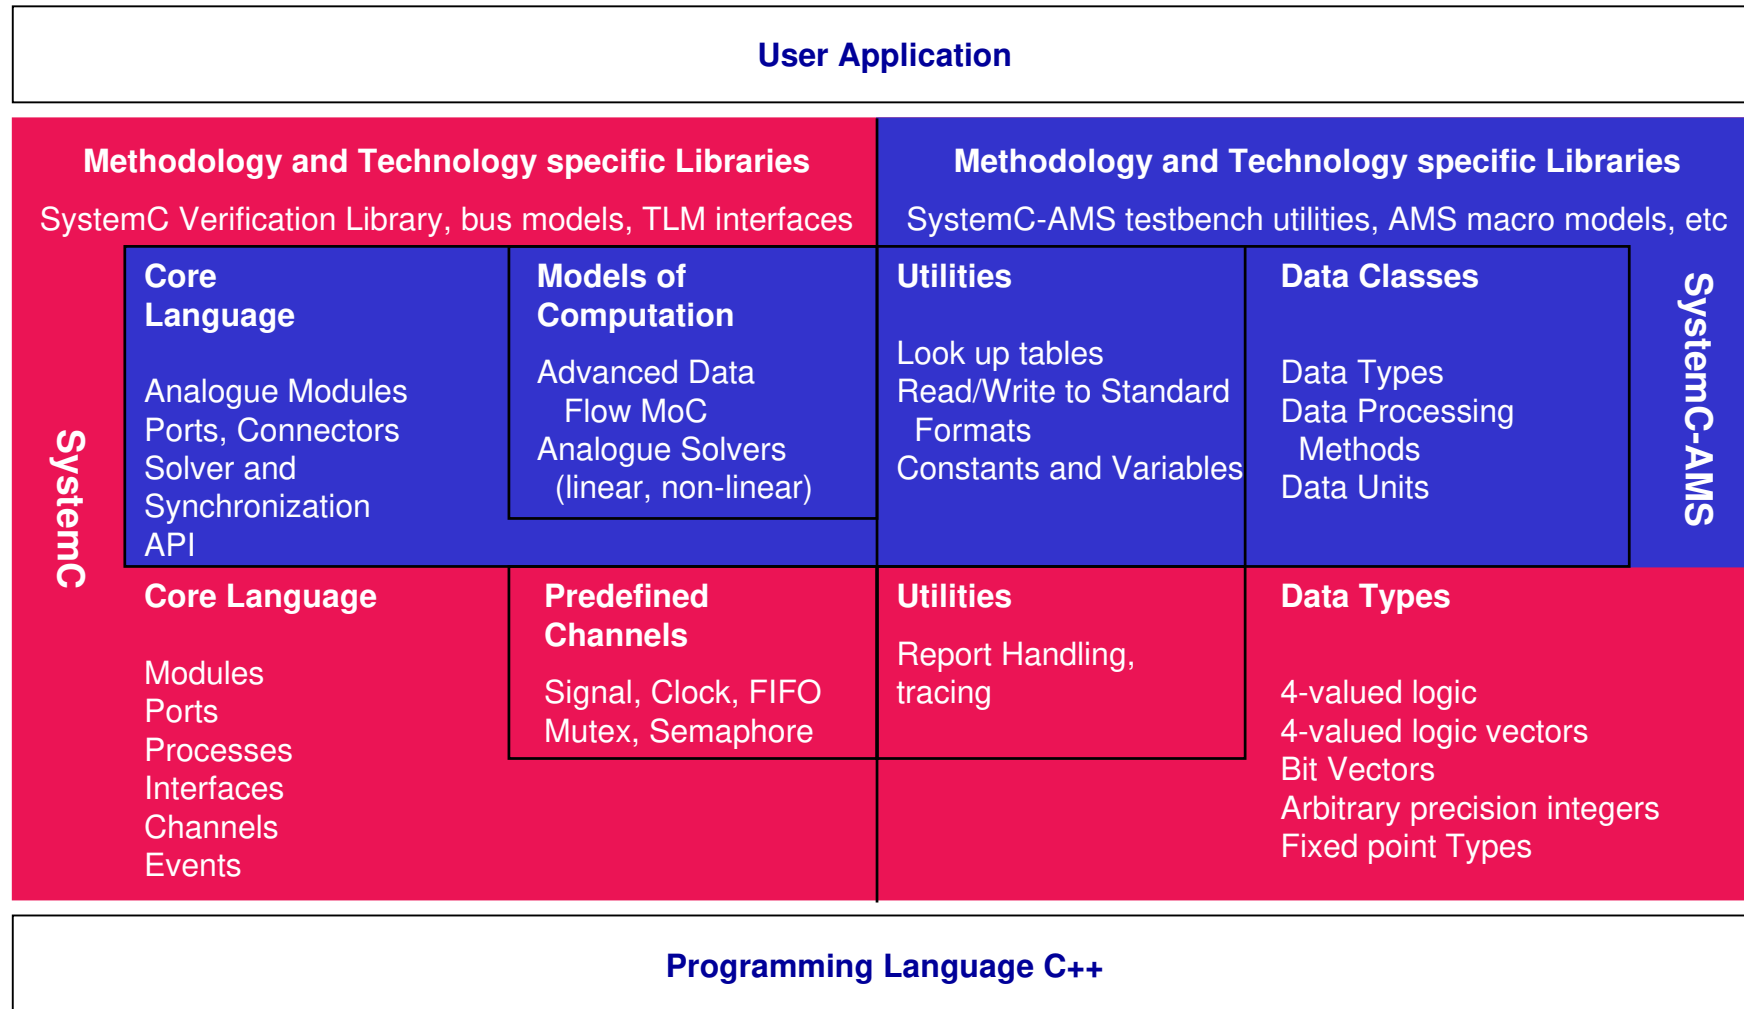 User Application
Methodology and Technology specific Libraries
SystemC Verification Library, bus models, TLM interfaces
Methodology and Technology specific Libraries
SystemC-AMS testbench utilities, AMS macro models, etc
SystemC
Core
Language
Analogue Modules
Ports, Connectors
Solver and
Synchronization
API
Models of
Computation
Advanced Data
Flow MoC
Analogue Solvers
(linear, non-linear)
Utilities
Look up tables
Read/Write to Standard
Formats
Constants and Variables
Data Classes
Data Types
Data Processing
Methods
Data Units
SystemC-AMS
Core Language
Modules
Ports
Processes
Interfaces
Channels
Events
Predefined
Channels
Signal, Clock, FIFO
Mutex, Semaphore
Utilities
Report Handling,
tracing
Data Types
4-valued logic
4-valued logic vectors
Bit Vectors
Arbitrary precision integers
Fixed point Types
Programming Language C++